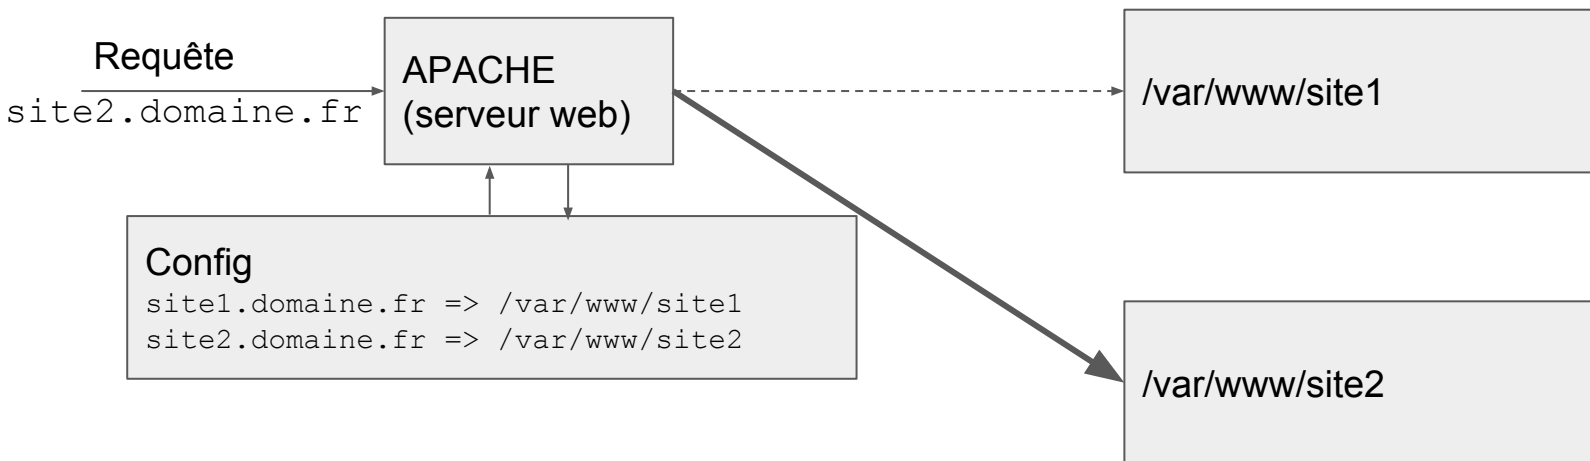 Requête
site2.domaine.fr
APACHE
(serveur web)
/var/www/site1
Config
site1.domaine.fr => /var/www/site1
site2.domaine.fr => /var/www/site2
/var/www/site2